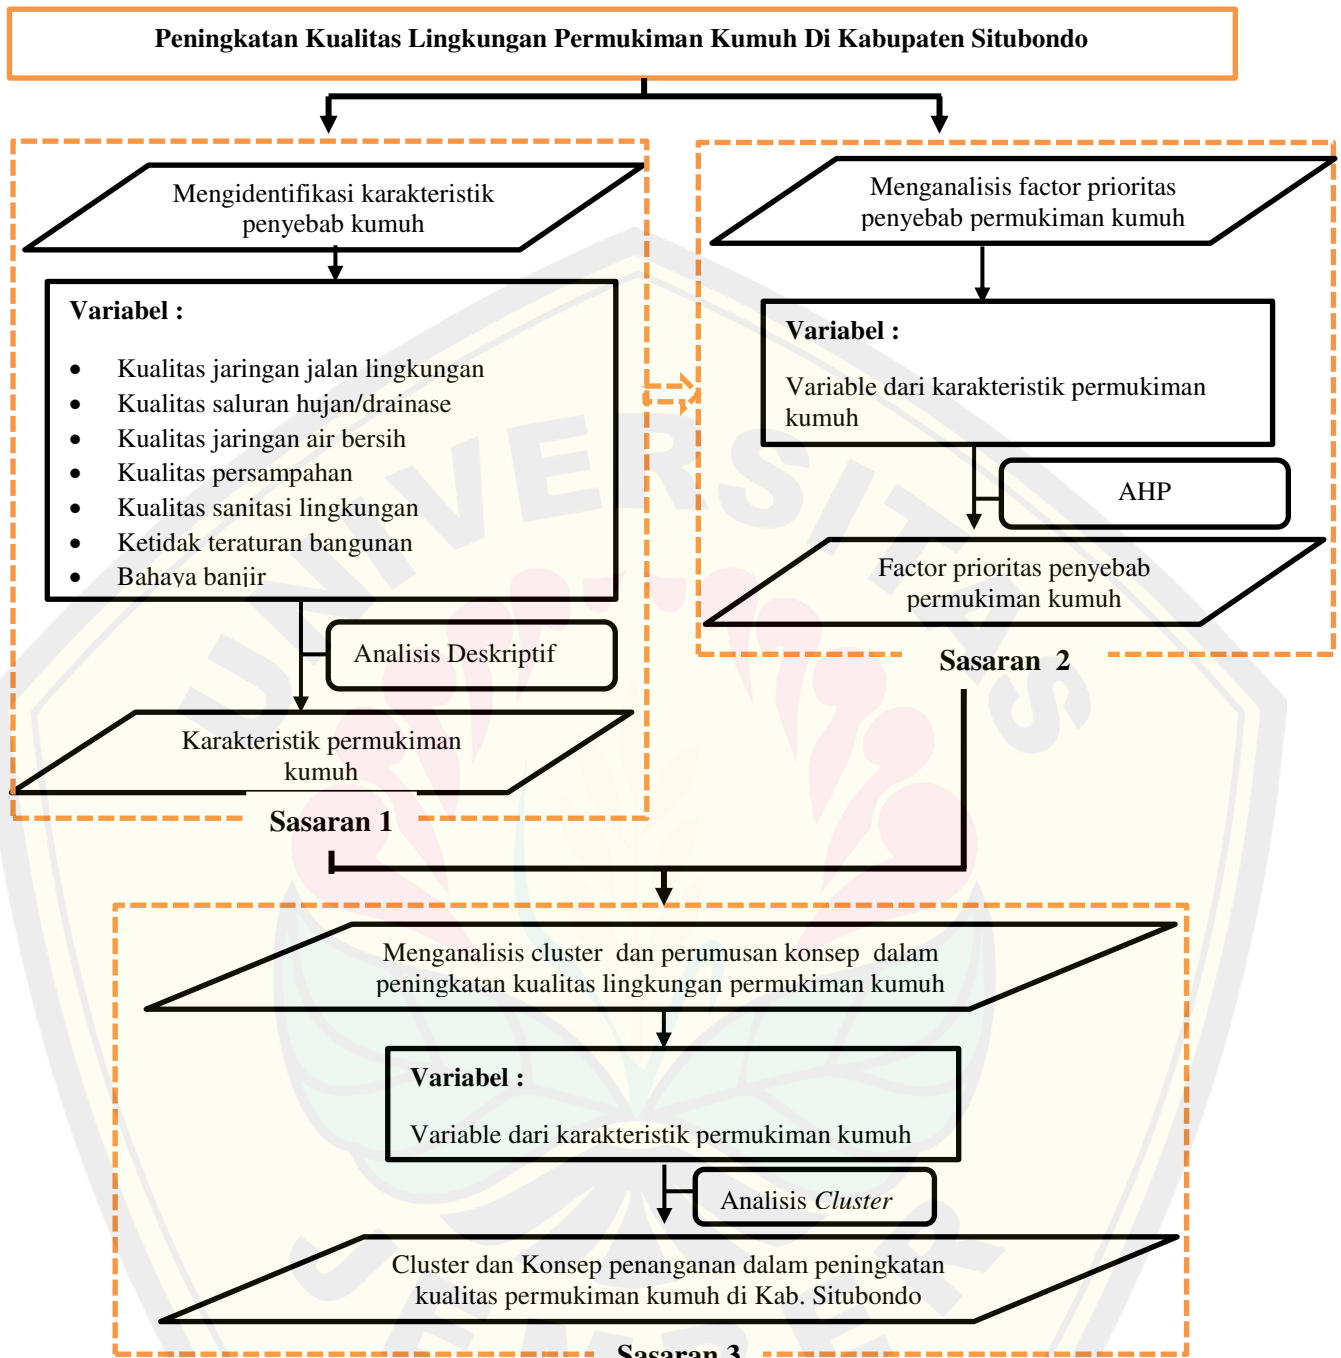 Peningkatan Kualitas Lingkungan Permukiman Kumuh Di Kabupaten Situbondo
Mengidentifikasi karakteristik
penyebab kumuh
Variabel :
• Kualitas jaringan jalan lingkungan
• Kualitas saluran hujan/drainase
• Kualitas jaringan air bersih
• Kualitas persampahan
• Kualitas sanitasi lingkungan
• Ketidak teraturan bangunan
• Bahaya banjir
Analisis Deskriptif
Karakteristik permukiman
kumuh
Sasaran 1
Menganalisis factor prioritas
penyebab permukiman kumuh
Variabel :
Variable dari karakteristik permukiman
kumuh
AHP
Factor prioritas penyebab
permukiman kumuh
Sasaran 2
Menganalisis cluster dan perumusan konsep dalam
peningkatan kualitas lingkungan permukiman kumuh
Variabel :
Variable dari karakteristik permukiman kumuh
Analisis Cluster
Cluster dan Konsep penanganan dalam peningkatan
kualitas permukiman kumuh di Kab. Situbondo
Sasaran 3
UNIVERSITAS
JEMBER